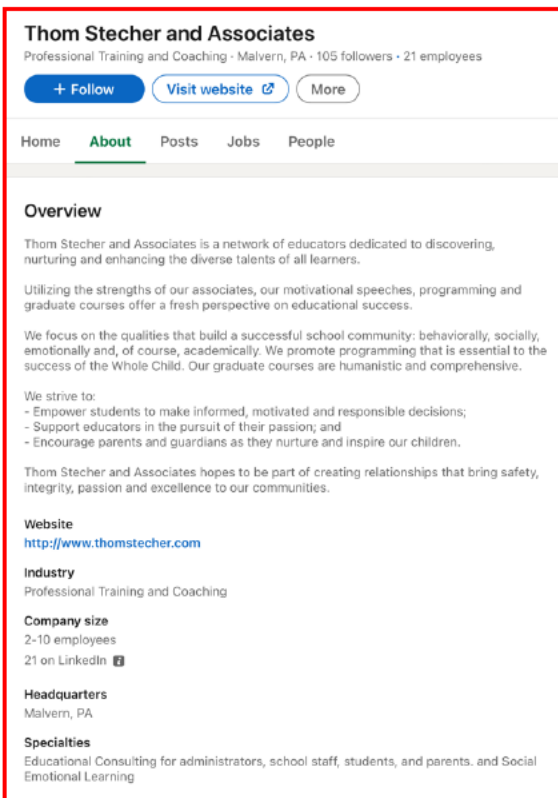 Thom Stecher and Associates
Professional Training and Coaching · Malvern, PA · 105 followers · 21 employees
+ Follow Visit website More
Home About Posts Jobs People
Overview
Thom Stecher and Associates is a network of educators dedicated to discovering,
nurturing and enhancing the diverse talents of all learners.
Utilizing the strengths of our associates, our motivational speeches, programming and
graduate courses offer a fresh perspective on educational success.
We focus on the qualities that build a successful school community: behaviorally, socially,
emotionally and, of course, academically. We promote programming that is essential to the
success of the Whole Child. Our graduate courses are humanistic and comprehensive.
We strive to:
- Empower students to make informed, motivated and responsible decisions;
- Support educators in the pursuit of their passion; and
- Encourage parents and guardians as they nurture and inspire our children.
Thom Stecher and Associates hopes to be part of creating relationships that bring safety,
integrity, passion and excellence to our communities.
Website
http://www.thomstecher.com
Industry
Professional Training and Coaching
Company size
2-10 employees
21 on LinkedIn
Headquarters
Malvern, PA
Specialties
Educational Consulting for administrators, school staff, students, and parents. and Social
Emotional Learning